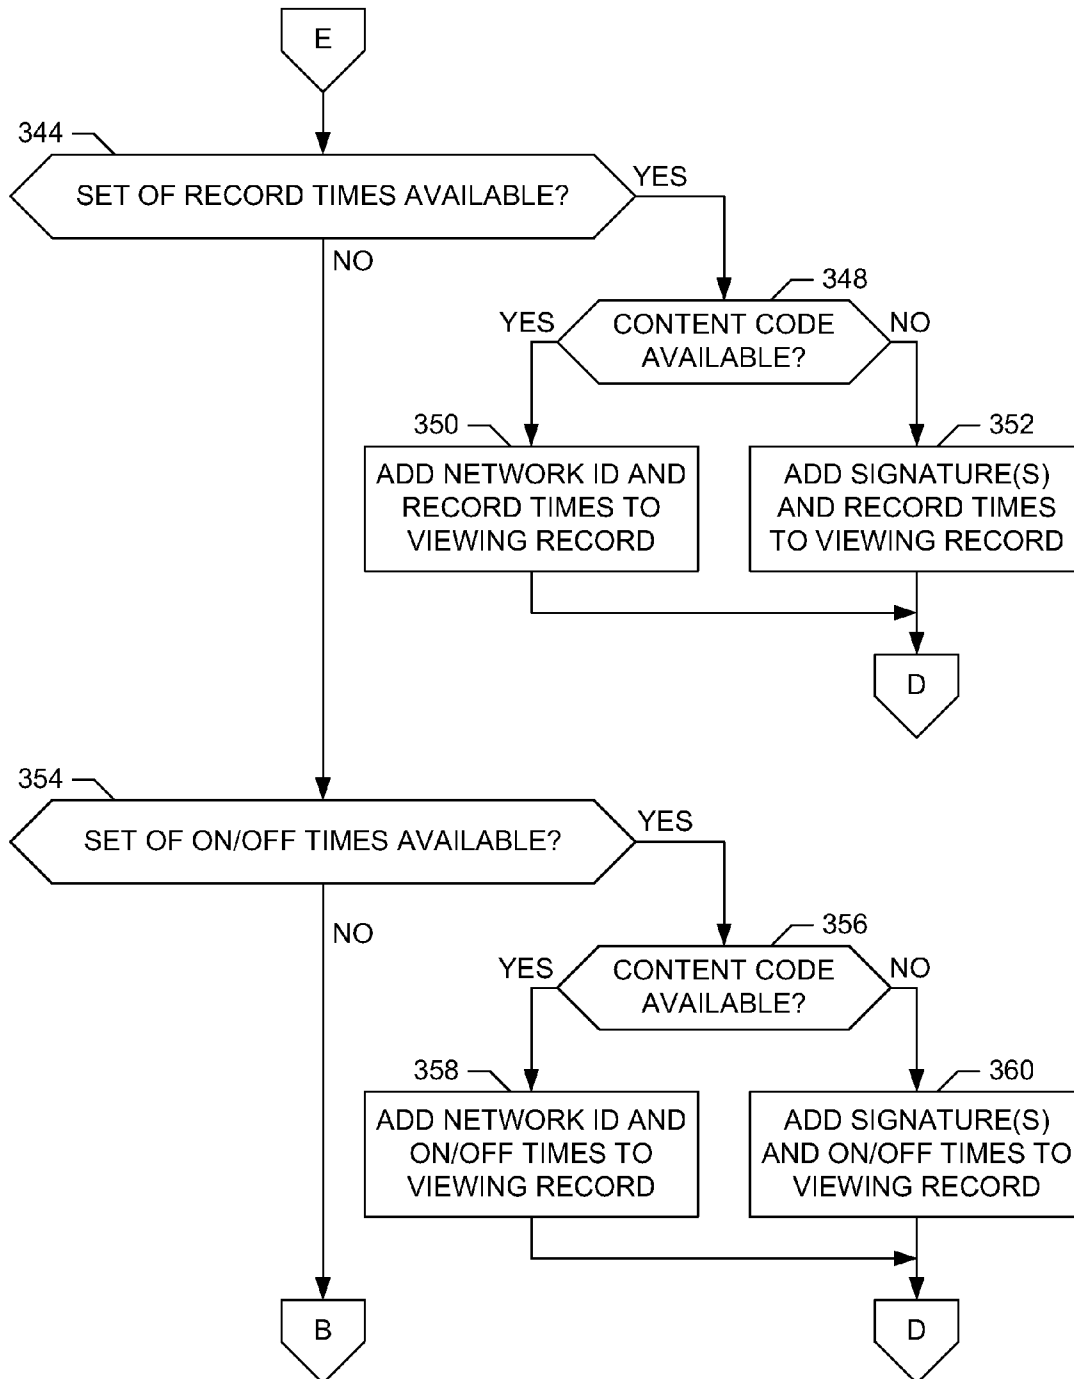 E
344
SET OF RECORD TIMES AVAILABLE?
YES
NO
348
CONTENT CODE
AVAILABLE?
YES
NO
350
ADD NETWORK ID AND
RECORD TIMES TO
VIEWING RECORD
352
ADD SIGNATURE(S)
AND RECORD TIMES
TO VIEWING RECORD
D
354
SET OF ON/OFF TIMES AVAILABLE?
YES
NO
356
CONTENT CODE
AVAILABLE?
YES
NO
358
ADD NETWORK ID AND
ON/OFF TIMES TO
VIEWING RECORD
360
ADD SIGNATURE(S)
AND ON/OFF TIMES TO
VIEWING RECORD
B
D